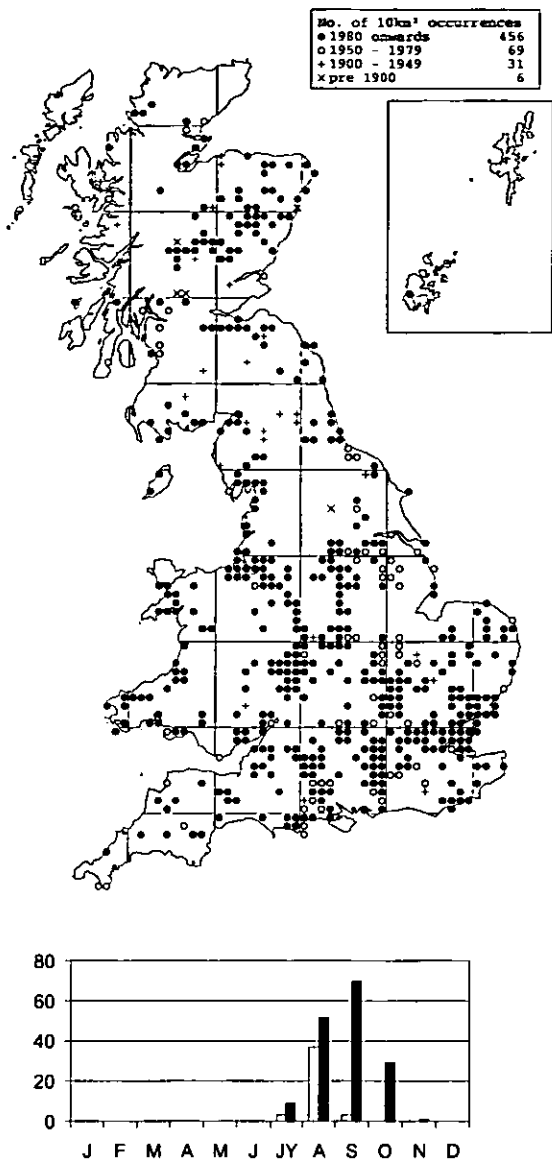 No. of 10km² occurrences
● 1980 onwards 456
○ 1950 - 1979 69
+ 1900 - 1949 31
× pre 1900 6
80
60
40
20
0
J F M A M J JY A S O N D